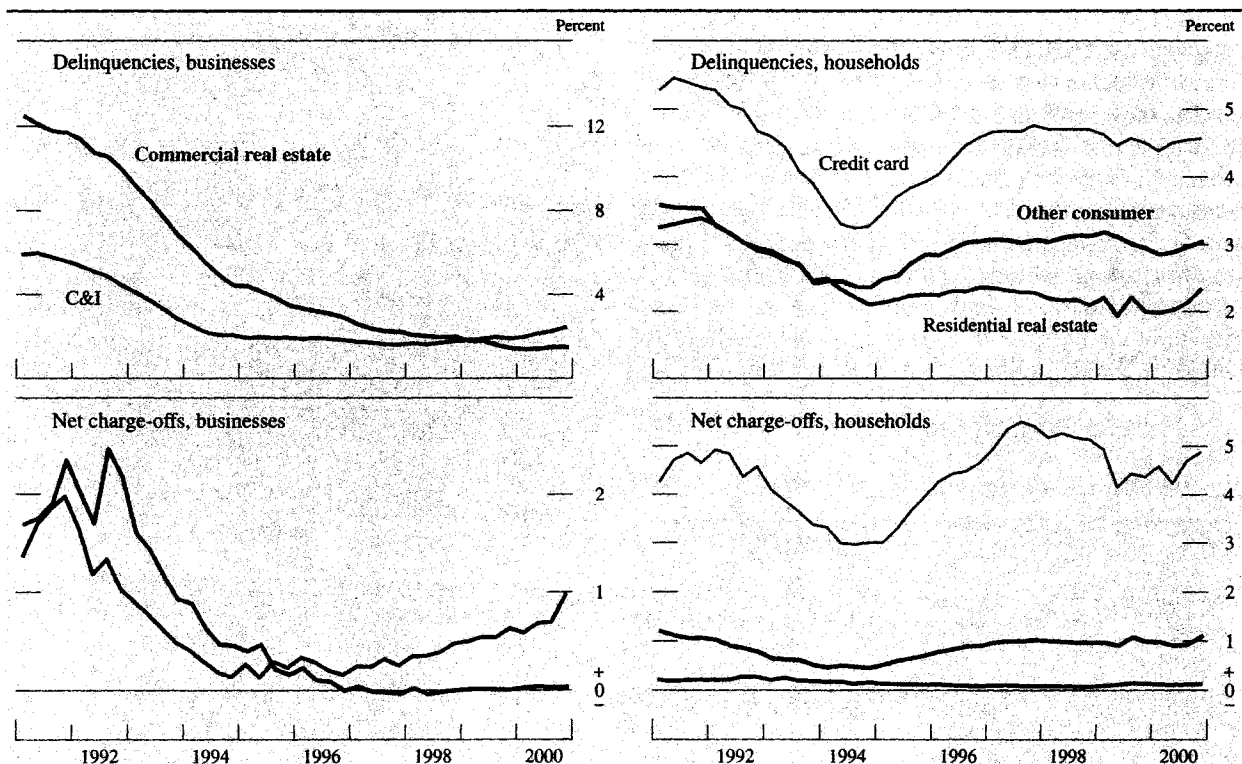 Percent
Delinquencies, businesses
12
Commercial real estate
8
C&I
4
Percent
Delinquencies, households
5
Credit card
4
Other consumer
3
2
Residential real estate
Net charge-offs, businesses
2
1
+
0
−
1992 1994 1996 1998 2000
Net charge-offs, households
5
4
3
2
1
+
0
−
1992 1994 1996 1998 2000